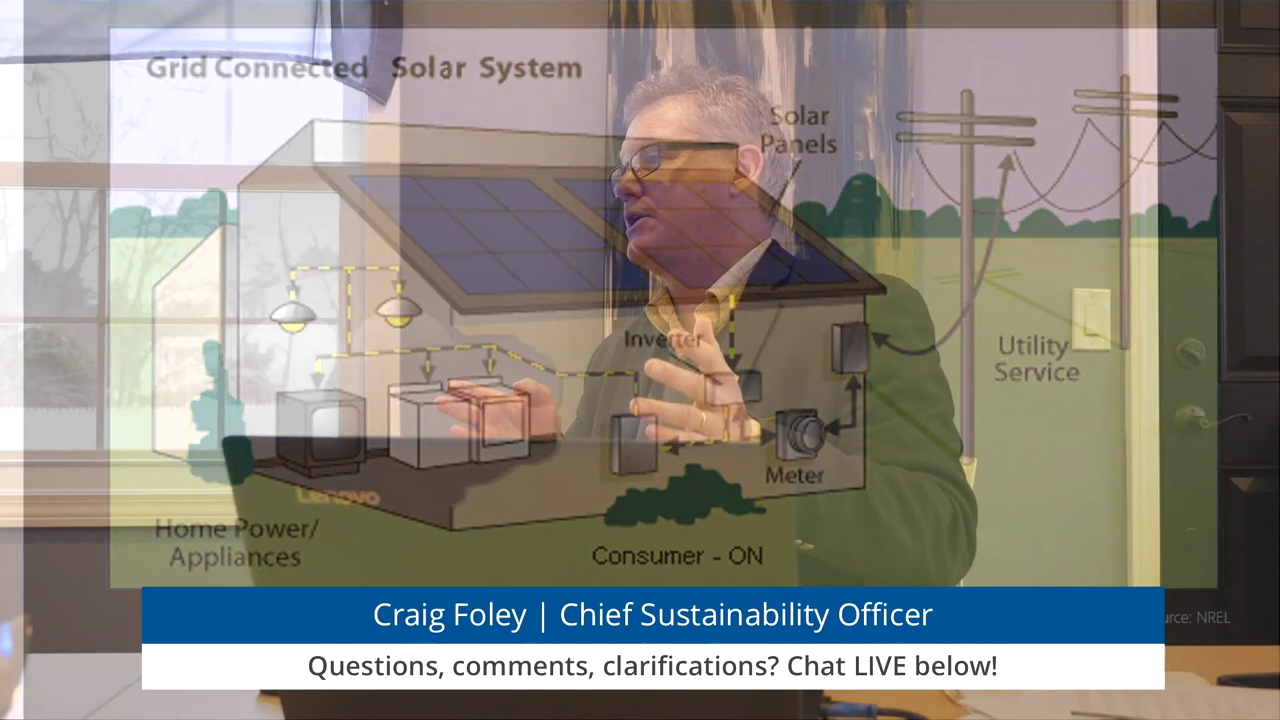 Grid Connected Solar System
Solar
Panels
Inverter
Utility
Service
Meter
Lenovo
Home Power/
Appliances
Consumer - ON
Craig Foley | Chief Sustainability Officer
urce: NREL
Questions, comments, clarifications? Chat LIVE below!